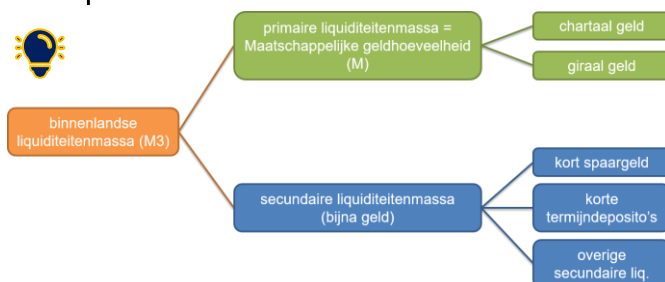 primaire liquiditeitenmassa =
Maatschappelijke geldhoeveelheid
(M)
chartaal geld
giraal geld
binnenlandse
liquiditeitenmassa (M3)
secundaire liquiditeitenmassa
(bijna geld)
kort spaargeld
korte
termijndeposito's
overige
secundaire liq.